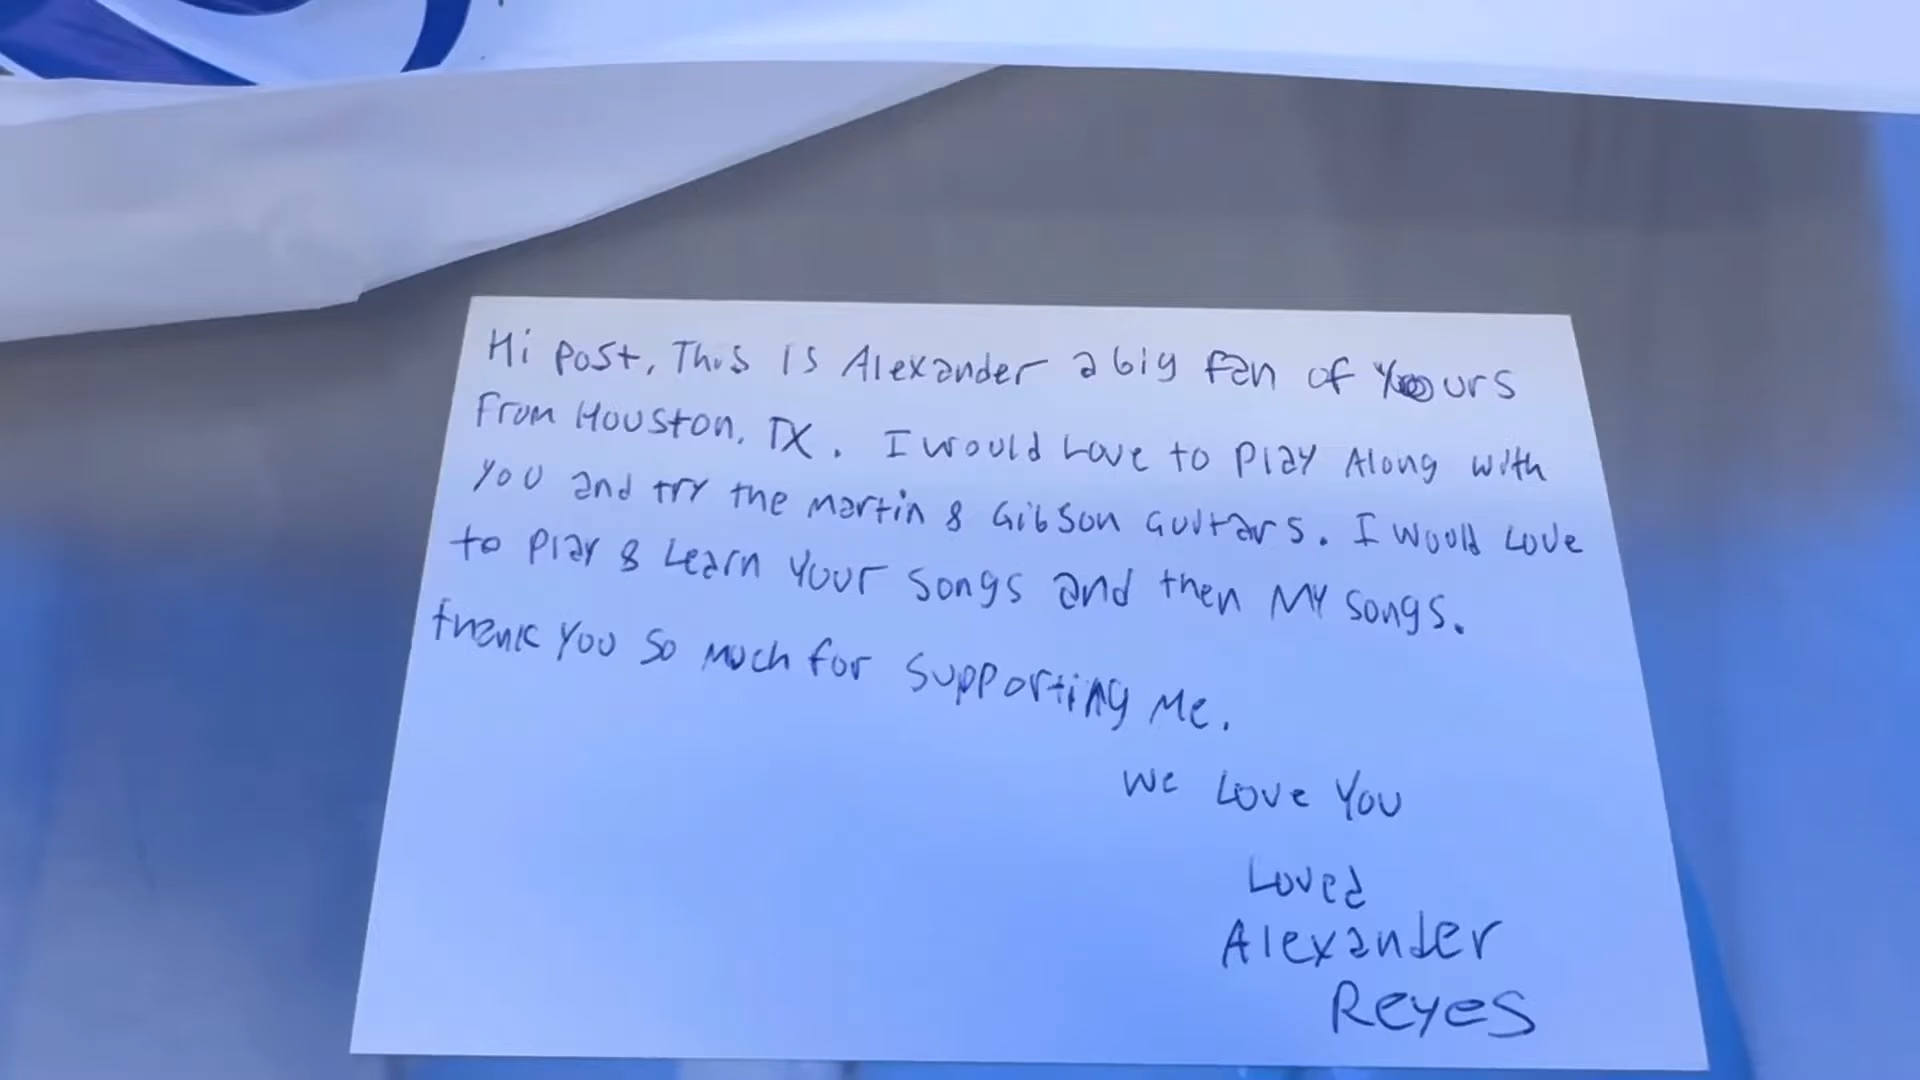 Hi Post, This is Alexander a big fan of Yours
From Houston, TX. I would Love to Play Along with
you and try the Martin & Gibson Guitars. I would Love
to Play & Learn Your Songs and then My songs.
thank You So Much for Supporting Me.
We Love You
Loved
Alexander
Reyes